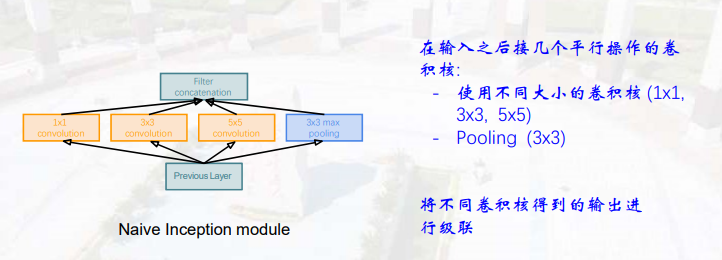 Filter
concatenation
1x1
convolution
3x3
convolution
5x5
convolution
3x3 max
pooling
Previous Layer
Naive Inception module
在输入之后接几个平行操作的卷
积核:
- 使用不同大小的卷积核 (1x1,
3x3, 5x5)
- Pooling (3x3)
将不同卷积核得到的输出进
行级联